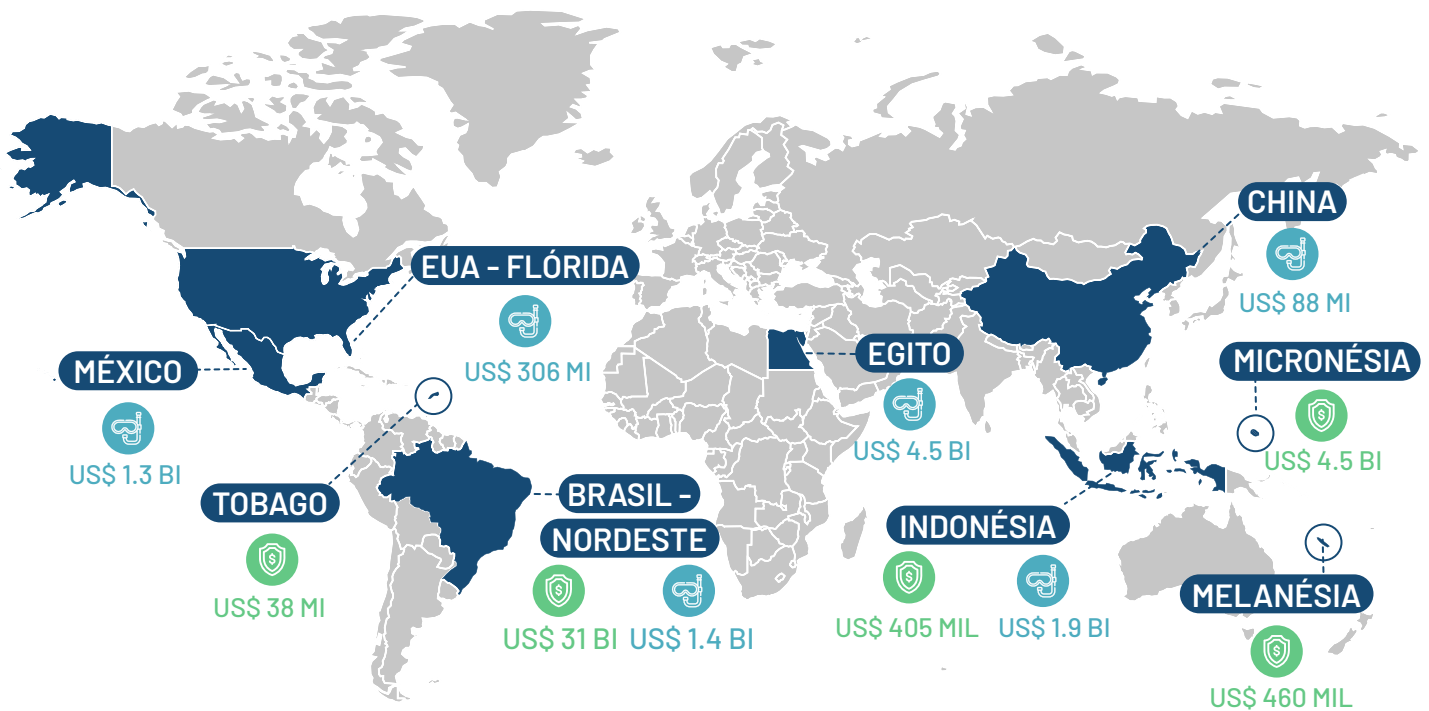 CHINA
US$ 88 MI
EUA - FLÓRIDA
US$ 306 MI
MÉXICO
US$ 1.3 BI
EGITO
US$ 4.5 BI
MICRONÉSIA
US$ 4.5 BI
TOBAGO
US$ 38 MI
BRASIL -
NORDESTE
US$ 31 BI
US$ 1.4 BI
INDONÉSIA
US$ 405 MIL
US$ 1.9 BI
MELANÉSIA
US$ 460 MIL